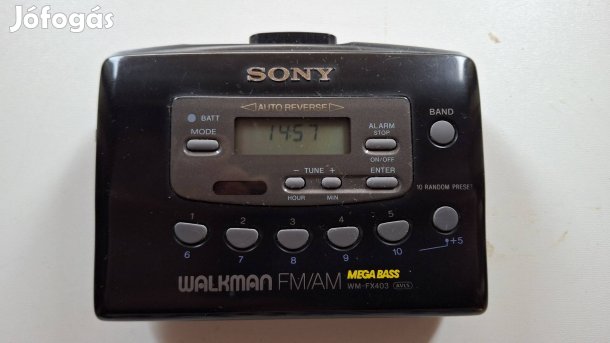 Jófogás
SONY
AUTO REVERSE
BATT
MODE
14:57
ALARM
STOP
ON/OFF
BAND
− TUNE +
HOUR MIN
ENTER
10 RANDOM PRESET
1 2 3 4 5
6 7 8 9 10
+5
WALKMAN FM/AM MEGA BASS
WM-FX403 AVLS